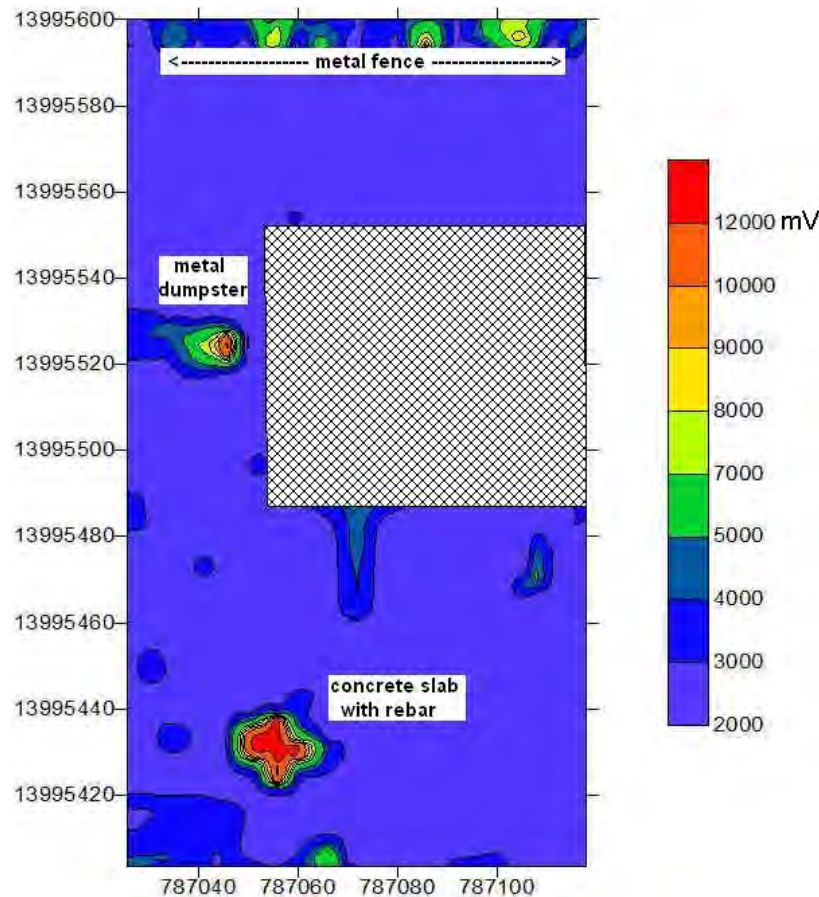 13995600
<------------------- metal fence ------------------>
13995580
13995560
13995540
metal
dumpster
13995520
13995500
13995480
13995460
13995440
concrete slab
with rebar
13995420
787040 787060 787080 787100
12000 mV
10000
9000
8000
7000
5000
4000
3000
2000